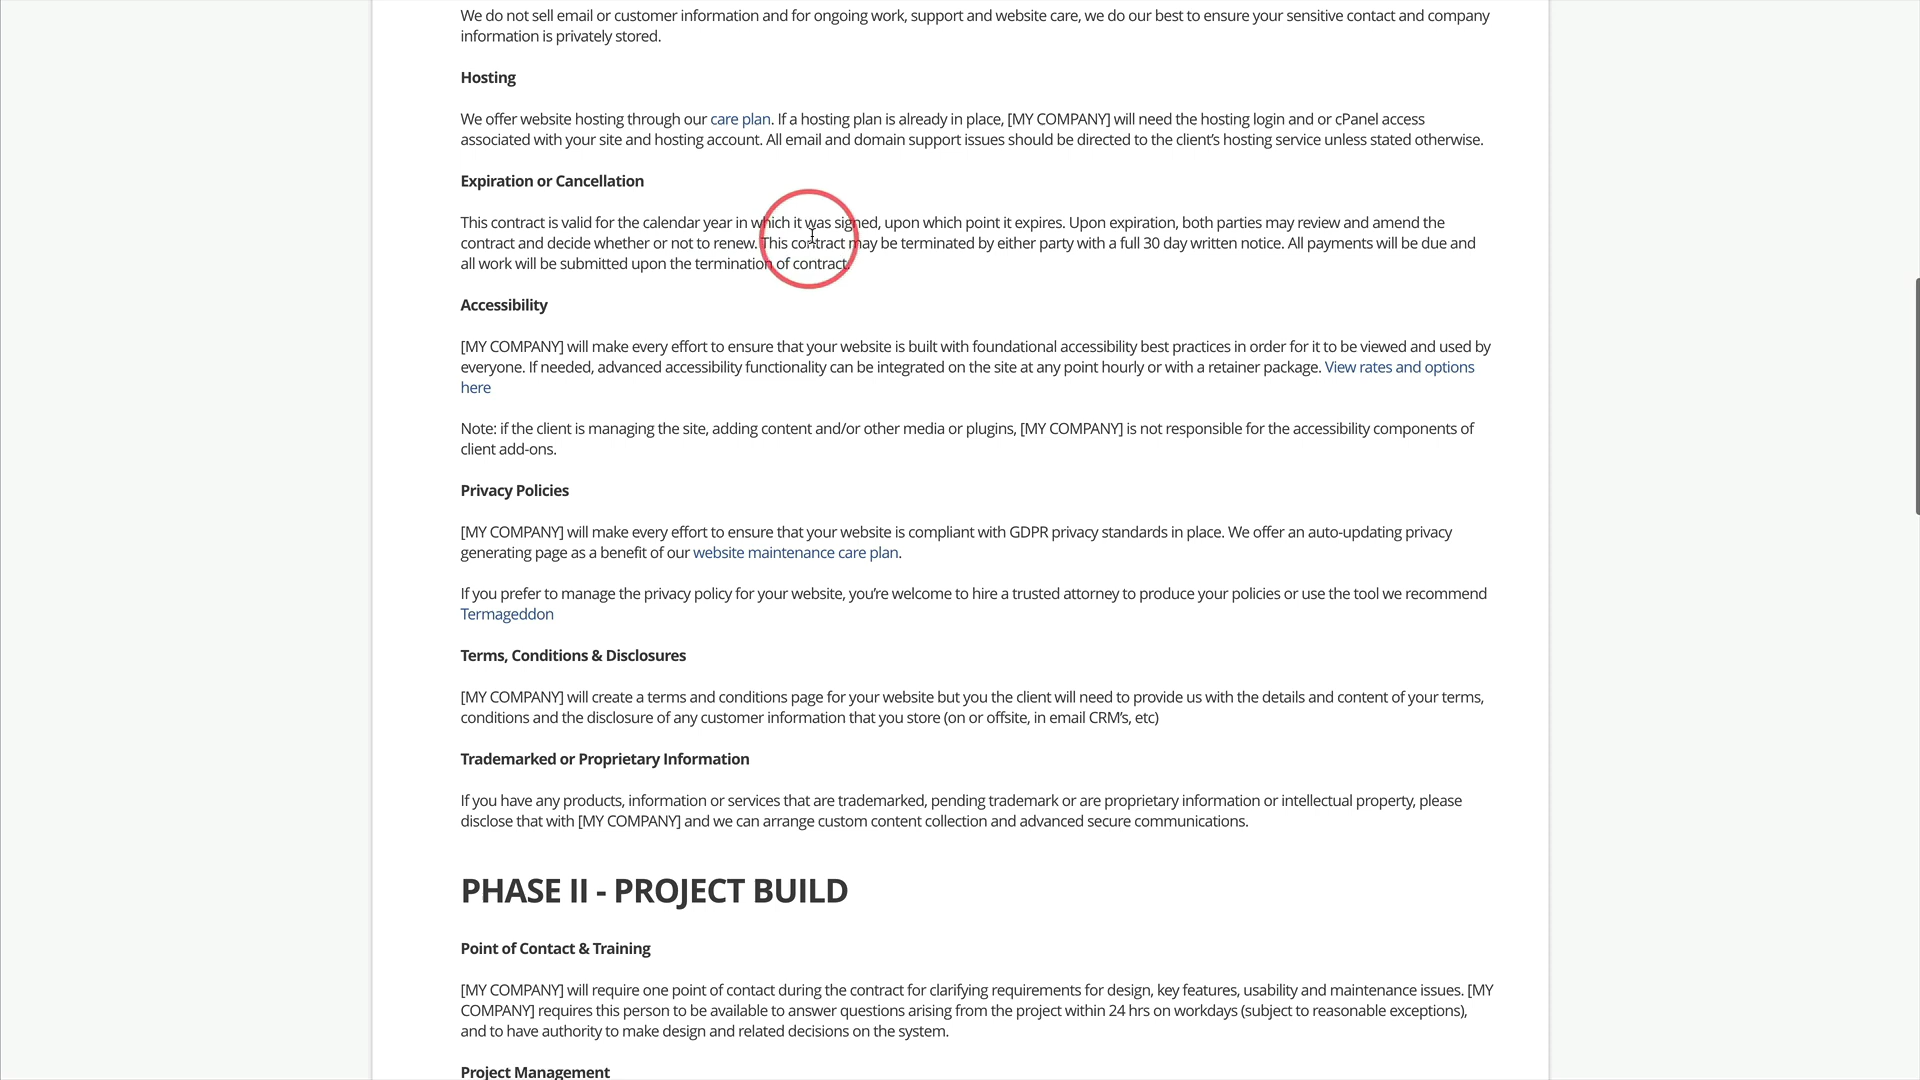 We do not sell email or customer information and for ongoing work, support and website care, we do our best to ensure your sensitive contact and company
information is privately stored.
Hosting
We offer website hosting through our care plan. If a hosting plan is already in place, [MY COMPANY] will need the hosting login and or cPanel access
associated with your site and hosting account. All email and domain support issues should be directed to the client’s hosting service unless stated otherwise.
Expiration or Cancellation
This contract is valid for the calendar year in which it was signed, upon which point it expires. Upon expiration, both parties may review and amend the
contract and decide whether or not to renew. This contract may be terminated by either party with a full 30 day written notice. All payments will be due and
all work will be submitted upon the termination of contract.
Accessibility
[MY COMPANY] will make every effort to ensure that your website is built with foundational accessibility best practices in order for it to be viewed and used by
everyone. If needed, advanced accessibility functionality can be integrated on the site at any point hourly or with a retainer package. View rates and options
here
Note: if the client is managing the site, adding content and/or other media or plugins, [MY COMPANY] is not responsible for the accessibility components of
client add-ons.
Privacy Policies
[MY COMPANY] will make every effort to ensure that your website is compliant with GDPR privacy standards in place. We offer an auto-updating privacy
generating page as a benefit of our website maintenance care plan.
If you prefer to manage the privacy policy for your website, you’re welcome to hire a trusted attorney to produce your policies or use the tool we recommend
Termageddon
Terms, Conditions & Disclosures
[MY COMPANY] will create a terms and conditions page for your website but you the client will need to provide us with the details and content of your terms,
conditions and the disclosure of any customer information that you store (on or offsite, in email CRM’s, etc)
Trademarked or Proprietary Information
If you have any products, information or services that are trademarked, pending trademark or are proprietary information or intellectual property, please
disclose that with [MY COMPANY] and we can arrange custom content collection and advanced secure communications.
PHASE II - PROJECT BUILD
Point of Contact & Training
[MY COMPANY] will require one point of contact during the contract for clarifying requirements for design, key features, usability and maintenance issues. [MY
COMPANY] requires this person to be available to answer questions arising from the project within 24 hrs on workdays (subject to reasonable exceptions),
and to have authority to make design and related decisions on the system.
Project Management